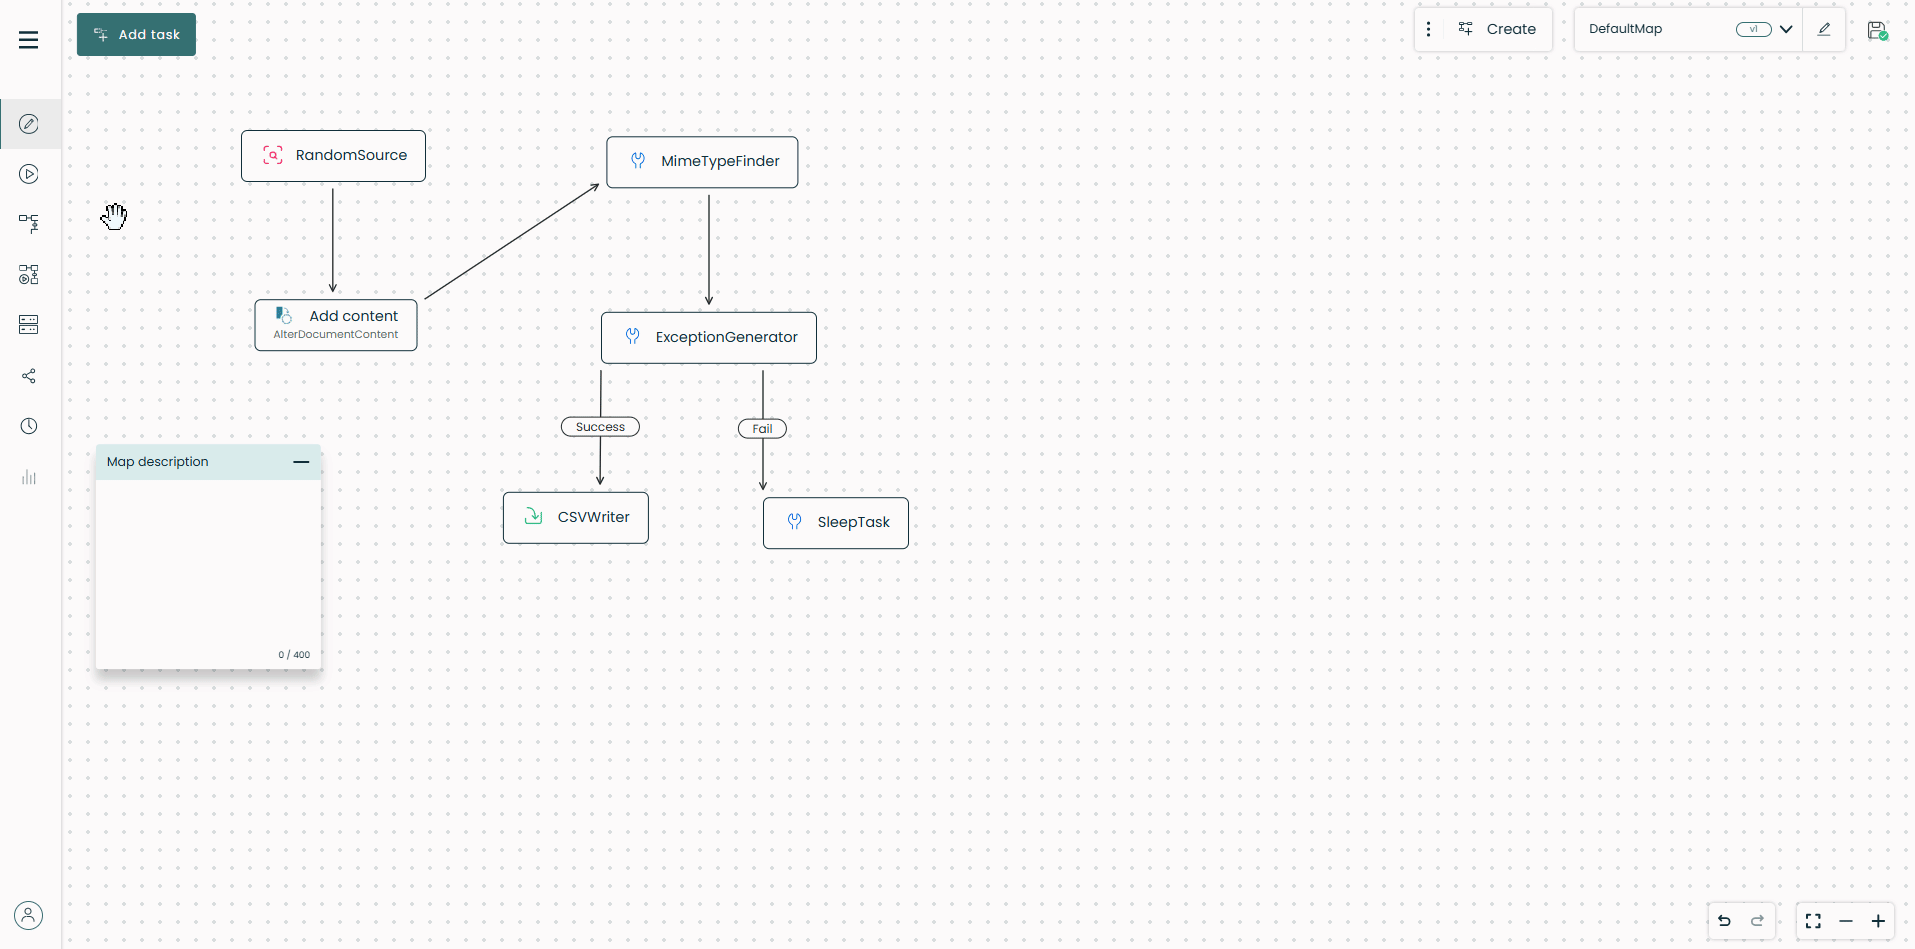 Add task
Create
DefaultMap
v1
RandomSource
MimeTypeFinder
Add content
AlterDocumentContent
ExceptionGenerator
Success
Fail
Map description
CSVWriter
SleepTask
0 / 400